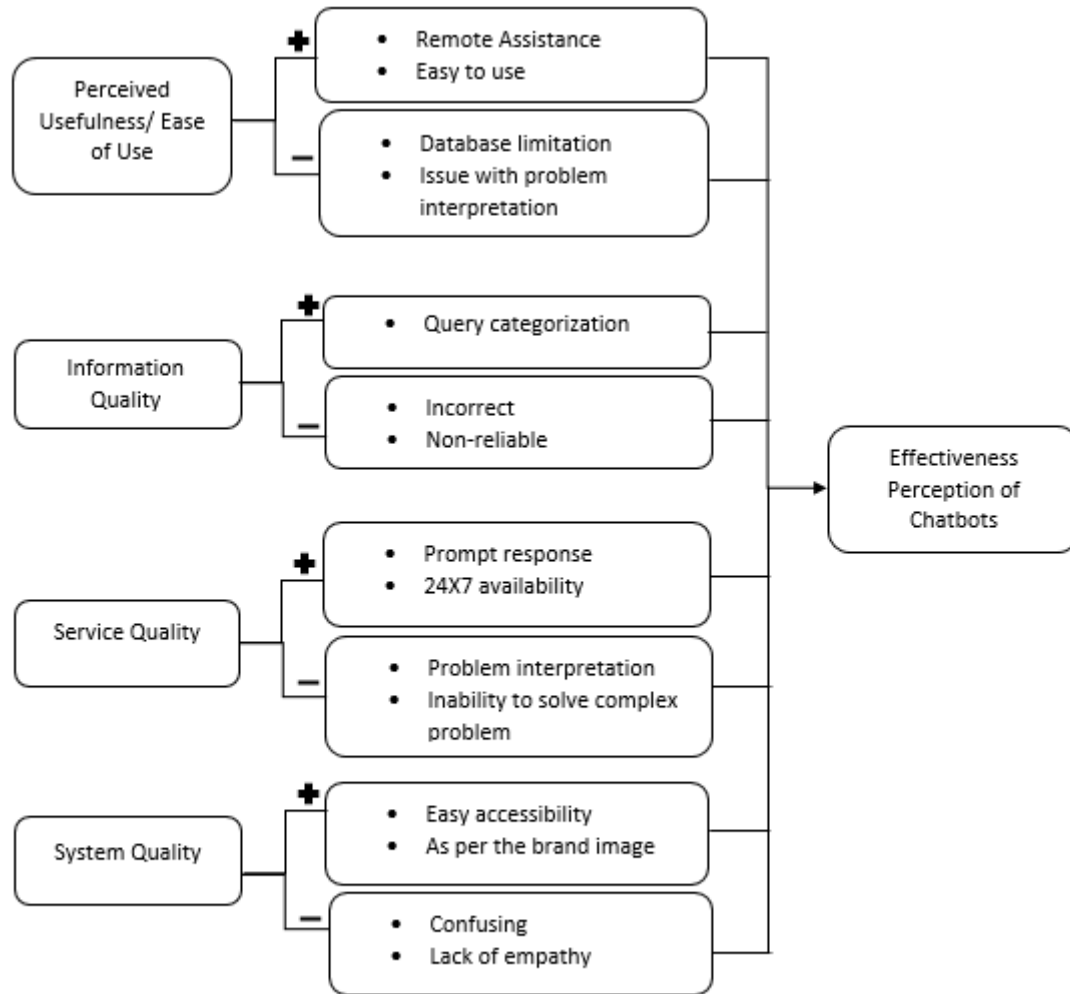 Perceived
Usefulness/ Ease
of Use
+
• Remote Assistance
• Easy to use
−
• Database limitation
• Issue with problem
interpretation
Information
Quality
+
• Query categorization
−
• Incorrect
• Non-reliable
Service Quality
+
• Prompt response
• 24X7 availability
−
• Problem interpretation
• Inability to solve complex
problem
System Quality
+
• Easy accessibility
• As per the brand image
−
• Confusing
• Lack of empathy
Effectiveness
Perception of
Chatbots